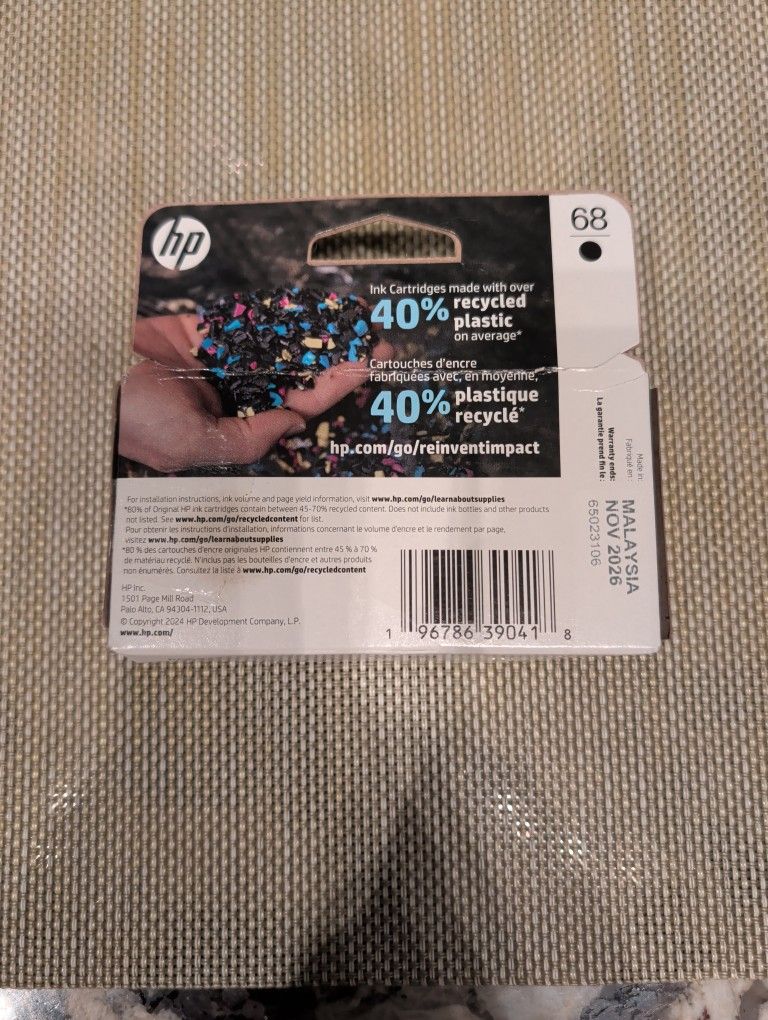 hp
68
Ink Cartridges made with over
40% recycled
plastic
on average*
Cartouches d'encre
fabriquées avec, en moyenne,
40% plastique
recyclé*
hp.com/go/reinventimpact
For installation instructions, ink volume and page yield information, visit www.hp.com/go/learnaboutsupplies
*80% of Original HP ink cartridges contain between 45-70% recycled content. Does not include ink bottles and other products
not listed. See www.hp.com/go/recycledcontent for list.
Pour obtenir les instructions d'installation, informations concernant le volume d'encre et le rendement par page,
visitez www.hp.com/go/learnaboutsupplies
*80 % des cartouches d'encre originales HP contiennent entre 45 % à 70 %
de matériau recyclé. N'inclus pas les bouteilles d'encre et autres produits
non énumérés. Consultez la liste à www.hp.com/go/recycledcontent
HP Inc.
1501 Page Mill Road
Palo Alto, CA 94304-1112, USA
© Copyright 2024 HP Development Company, L.P.
www.hp.com/
1 96786 39041 8
Made in:
Fabriqué en :
MALAYSIA
Warranty ends:
La garantie prend fin le :
NOV 2026
65023106